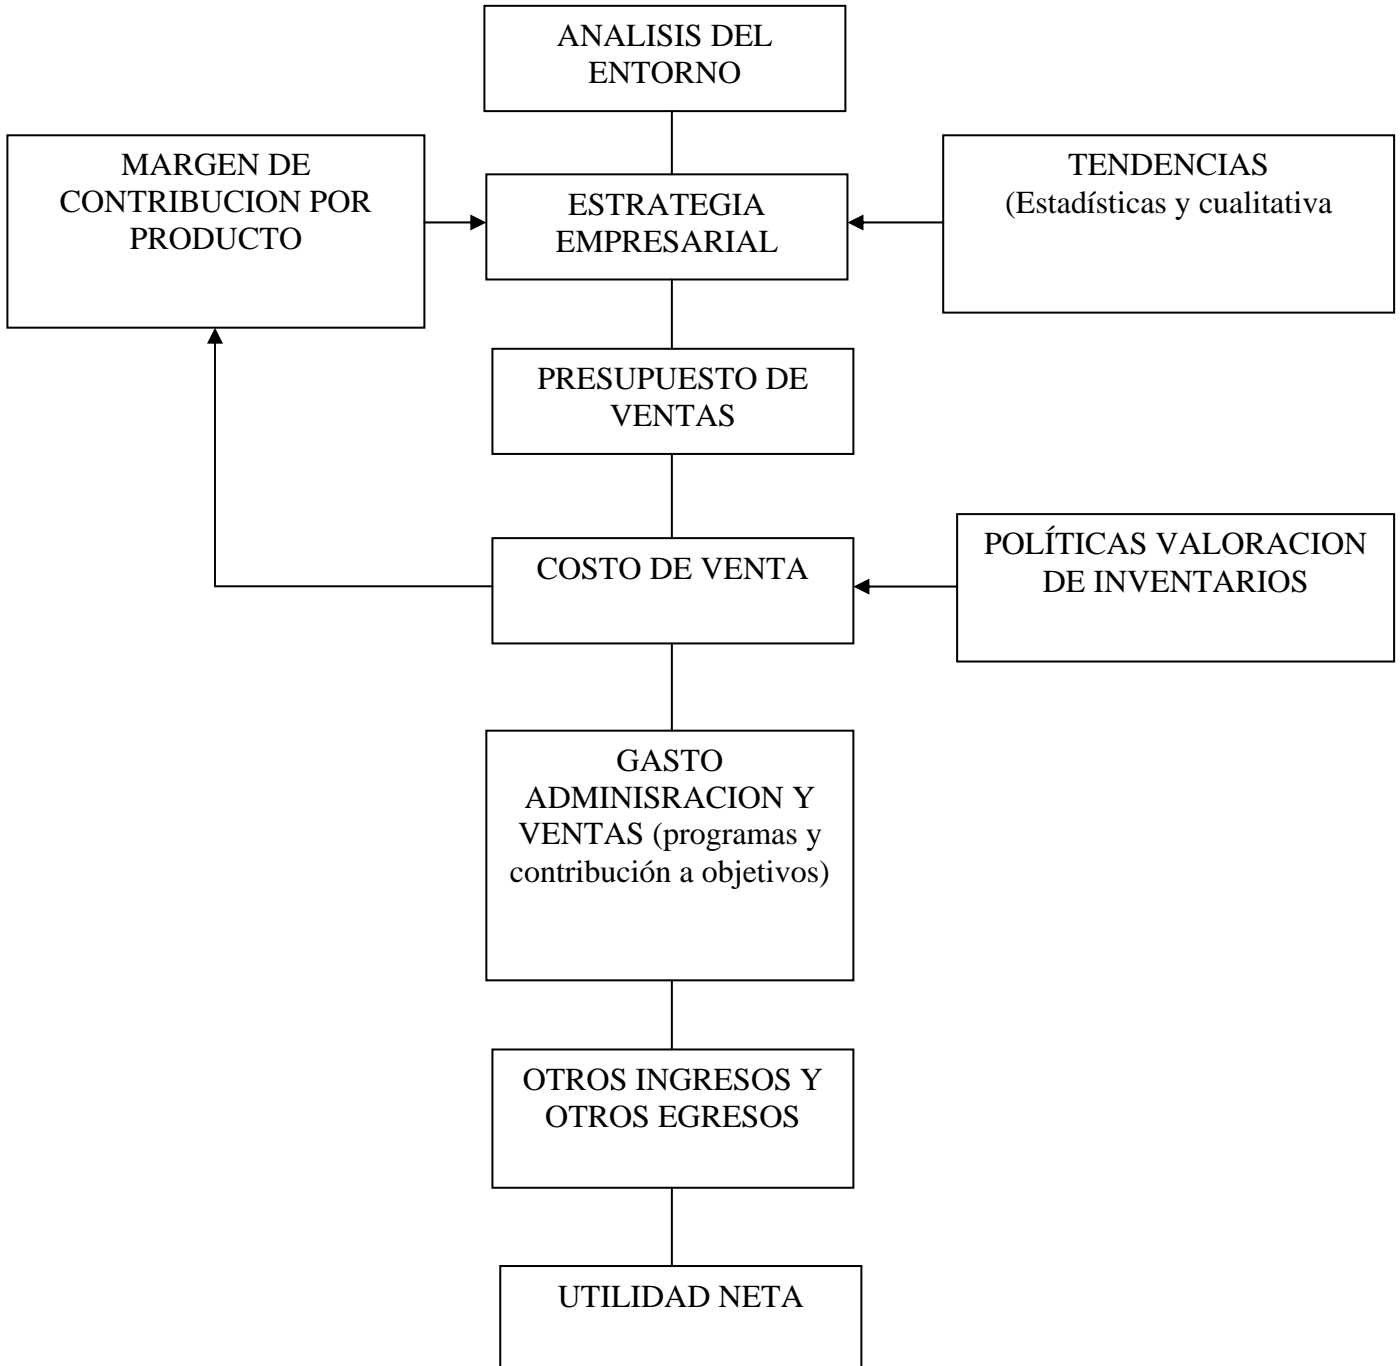 ANALISIS DEL
ENTORNO
MARGEN DE
CONTRIBUCION POR
PRODUCTO
ESTRATEGIA
EMPRESARIAL
TENDENCIAS
(Estadísticas y cualitativa
PRESUPUESTO DE
VENTAS
COSTO DE VENTA
POLÍTICAS VALORACION
DE INVENTARIOS
GASTO
ADMINISRACION Y
VENTAS (programas y
contribución a objetivos)
OTROS INGRESOS Y
OTROS EGRESOS
UTILIDAD NETA